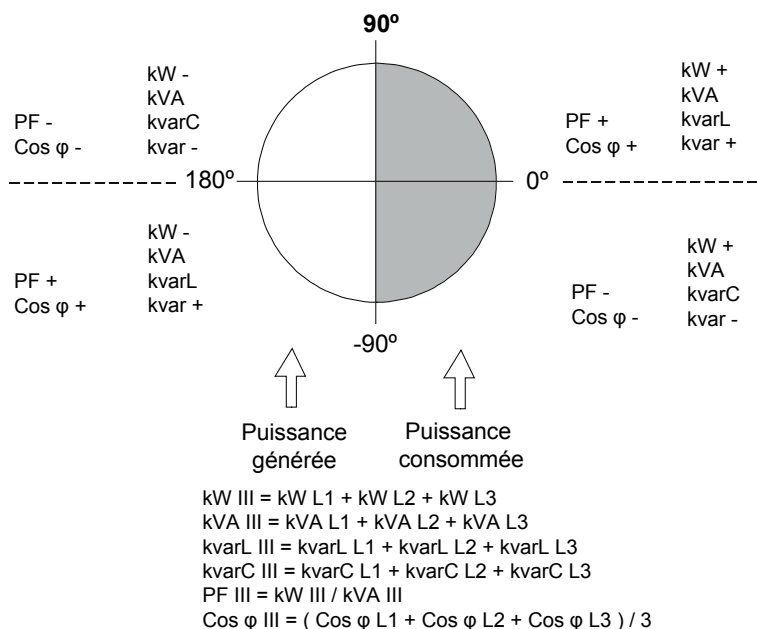 90º
kW -
kVA
PF - kvarC
Cos φ - kvar -
kW +
kVA
PF + kvarL
Cos φ + kvar +
180º
0º
kW -
kVA
PF + kvarL
Cos φ + kvar +
kW +
kVA
PF - kvarC
Cos φ - kvar -
-90º
Puissance
générée
Puissance
consommée
kW III = kW L1 + kW L2 + kW L3
kVA III = kVA L1 + kVA L2 + kVA L3
kvarL III = kvarL L1 + kvarL L2 + kvarL L3
kvarC III = kvarC L1 + kvarC L2 + kvarC L3
PF III = kW III / kVA III
Cos φ III = ( Cos φ L1 + Cos φ L2 + Cos φ L3 ) / 3